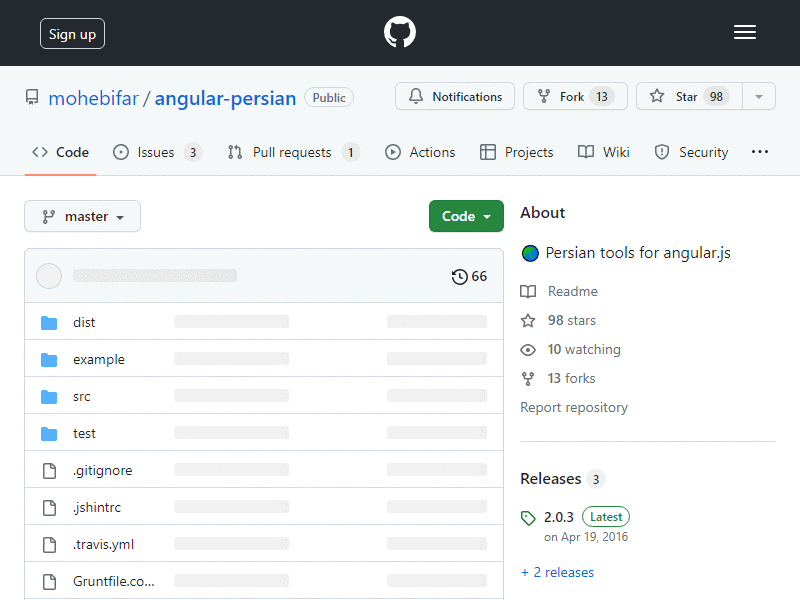 Sign up
mohebifar / angular-persian Public
Notifications Fork 13 Star 98
Code Issues 3 Pull requests 1 Actions Projects Wiki Security
master Code
66
dist
example
src
test
.gitignore
.jshintrc
.travis.yml
Gruntfile.co...
About
Persian tools for angular.js
Readme
98 stars
10 watching
13 forks
Report repository
Releases 3
2.0.3 Latest
on Apr 19, 2016
+ 2 releases